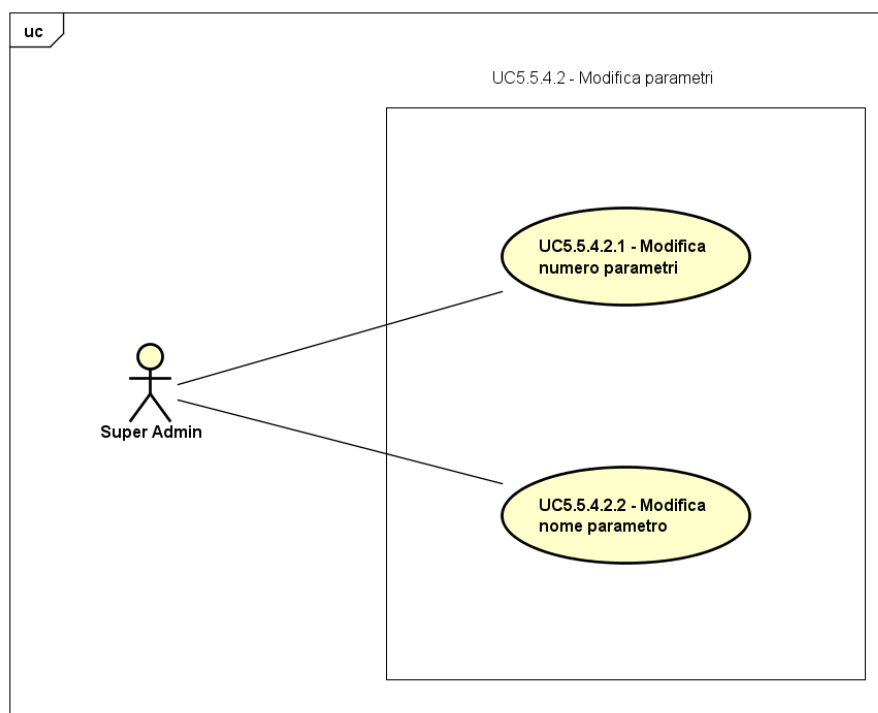 uc
UC5.5.4.2 - Modifica parametri
UC5.5.4.2.1 - Modifica
numero parametri
Super Admin
UC5.5.4.2.2 - Modifica
nome parametro